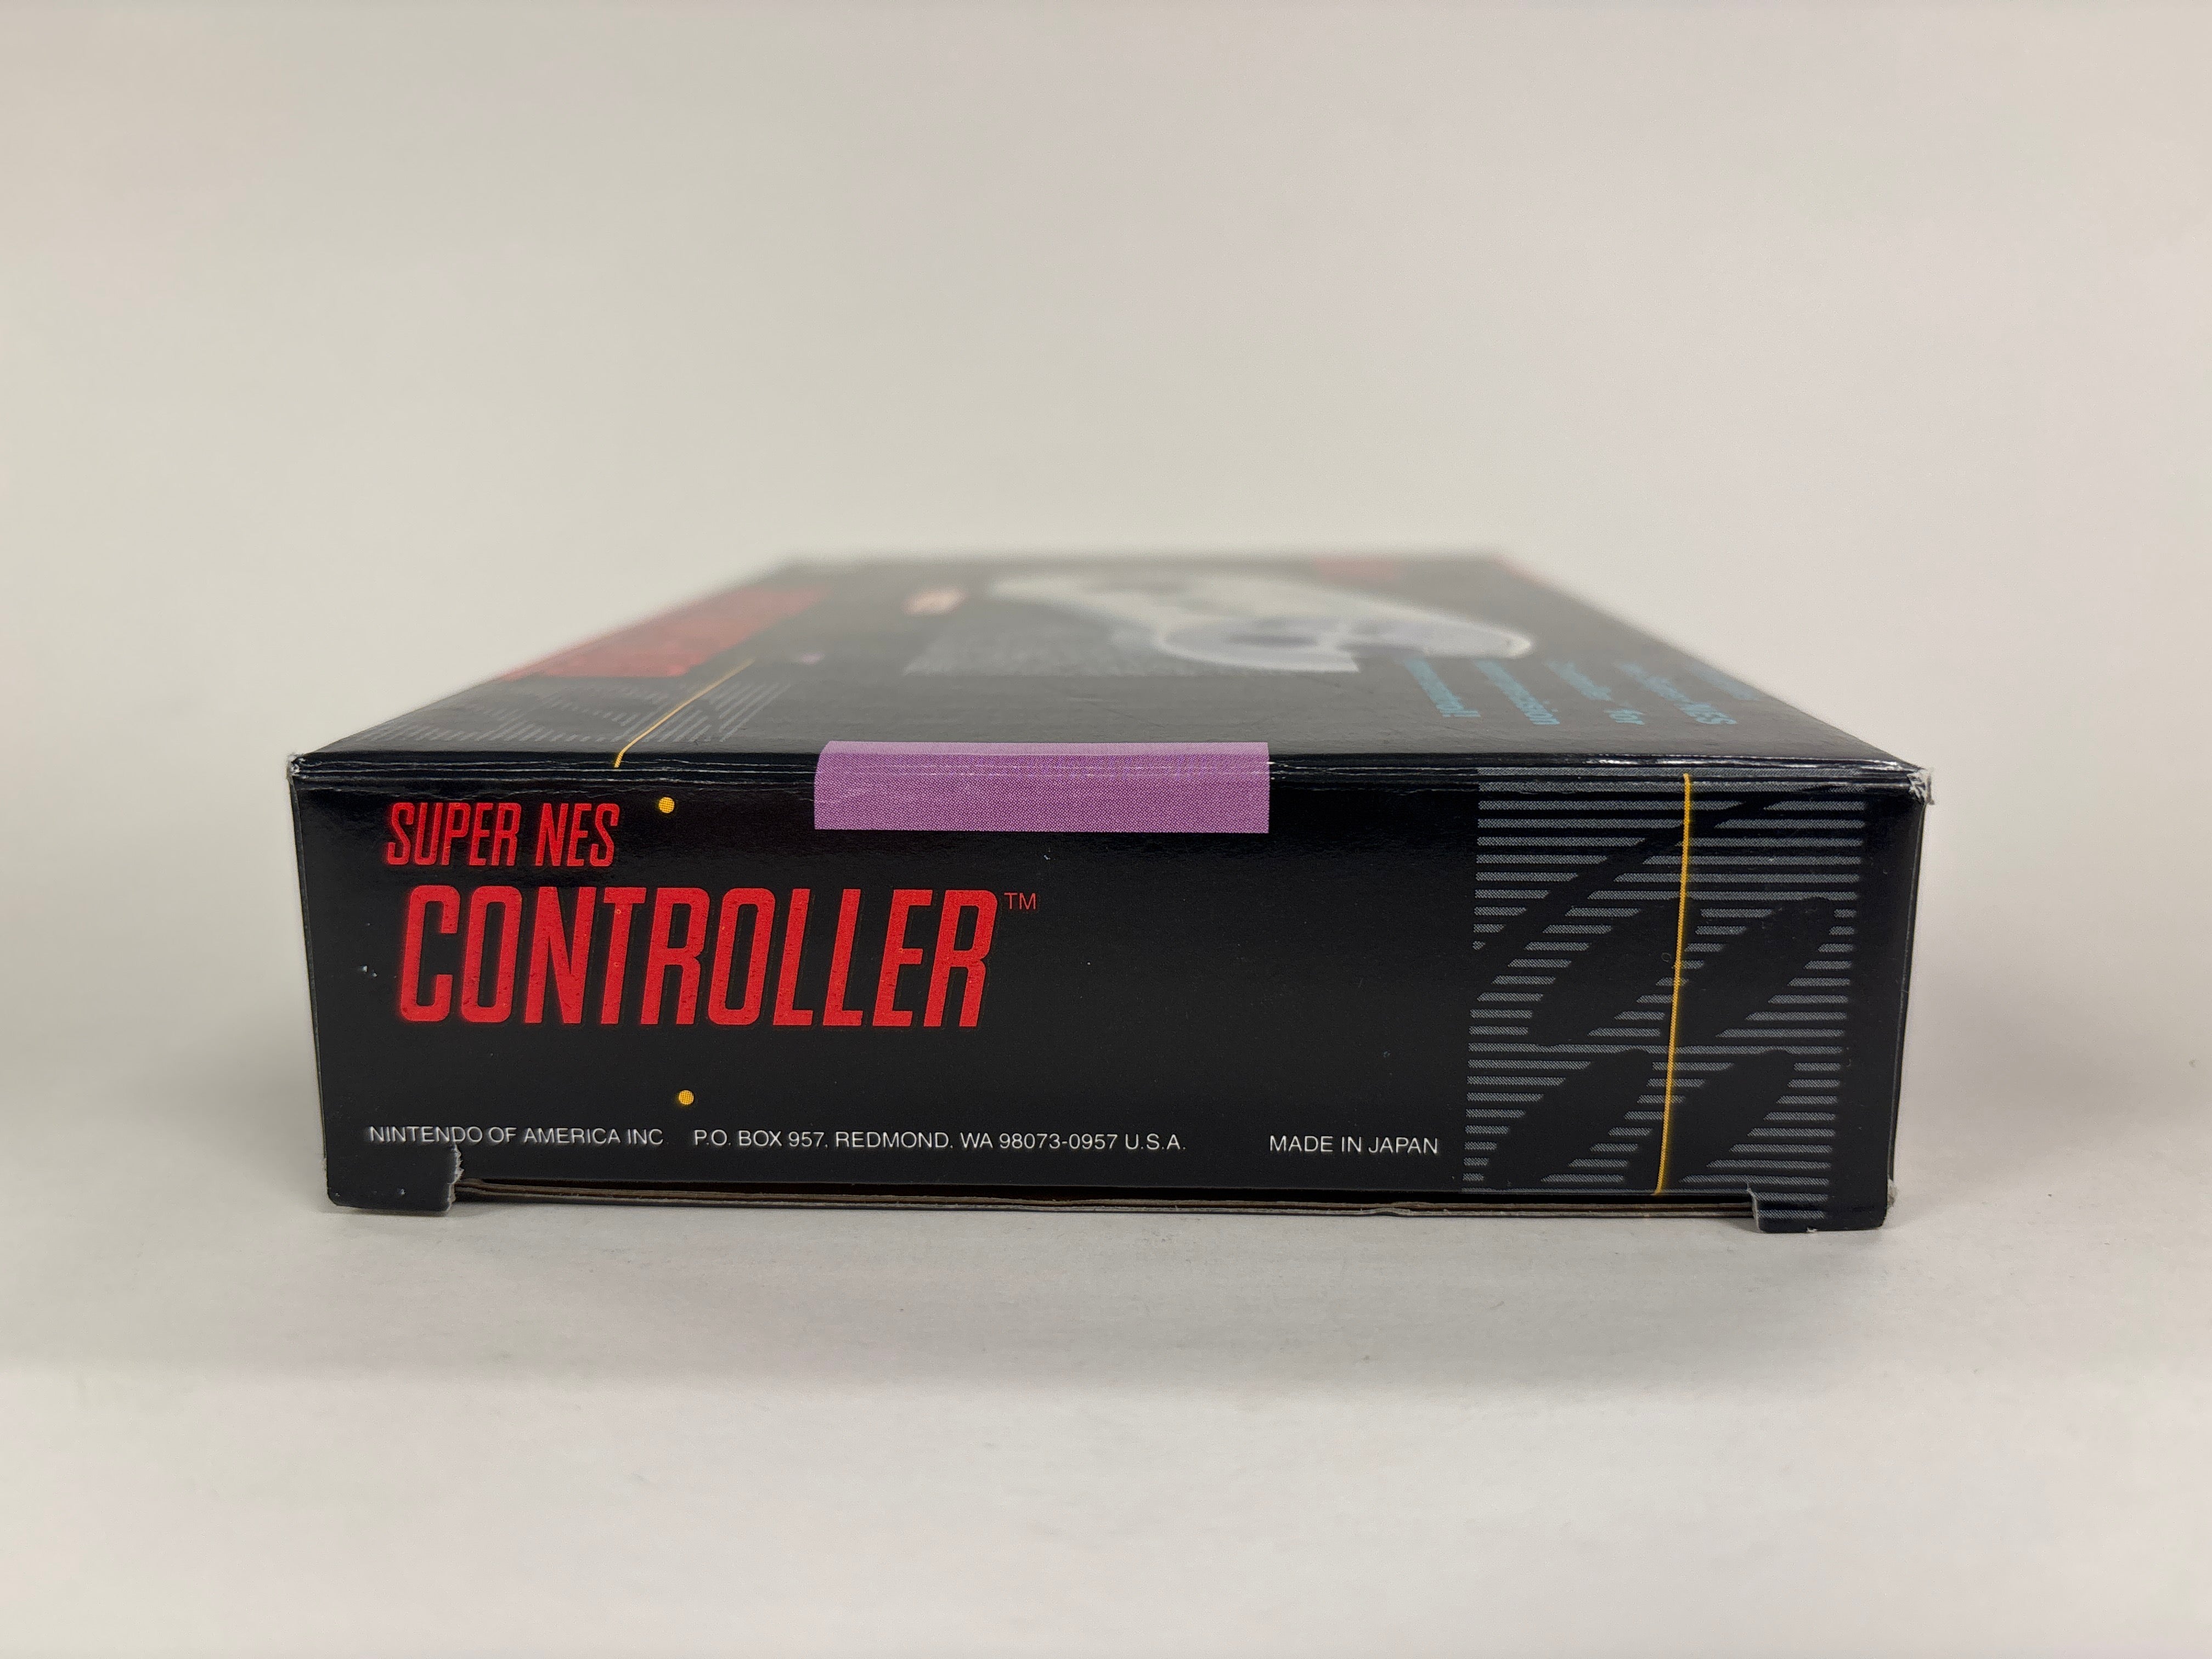 SUPER NES
CONTROLLER™
NINTENDO OF AMERICA INC. P.O. BOX 957, REDMOND, WA 98073-0957 U.S.A. MADE IN JAPAN